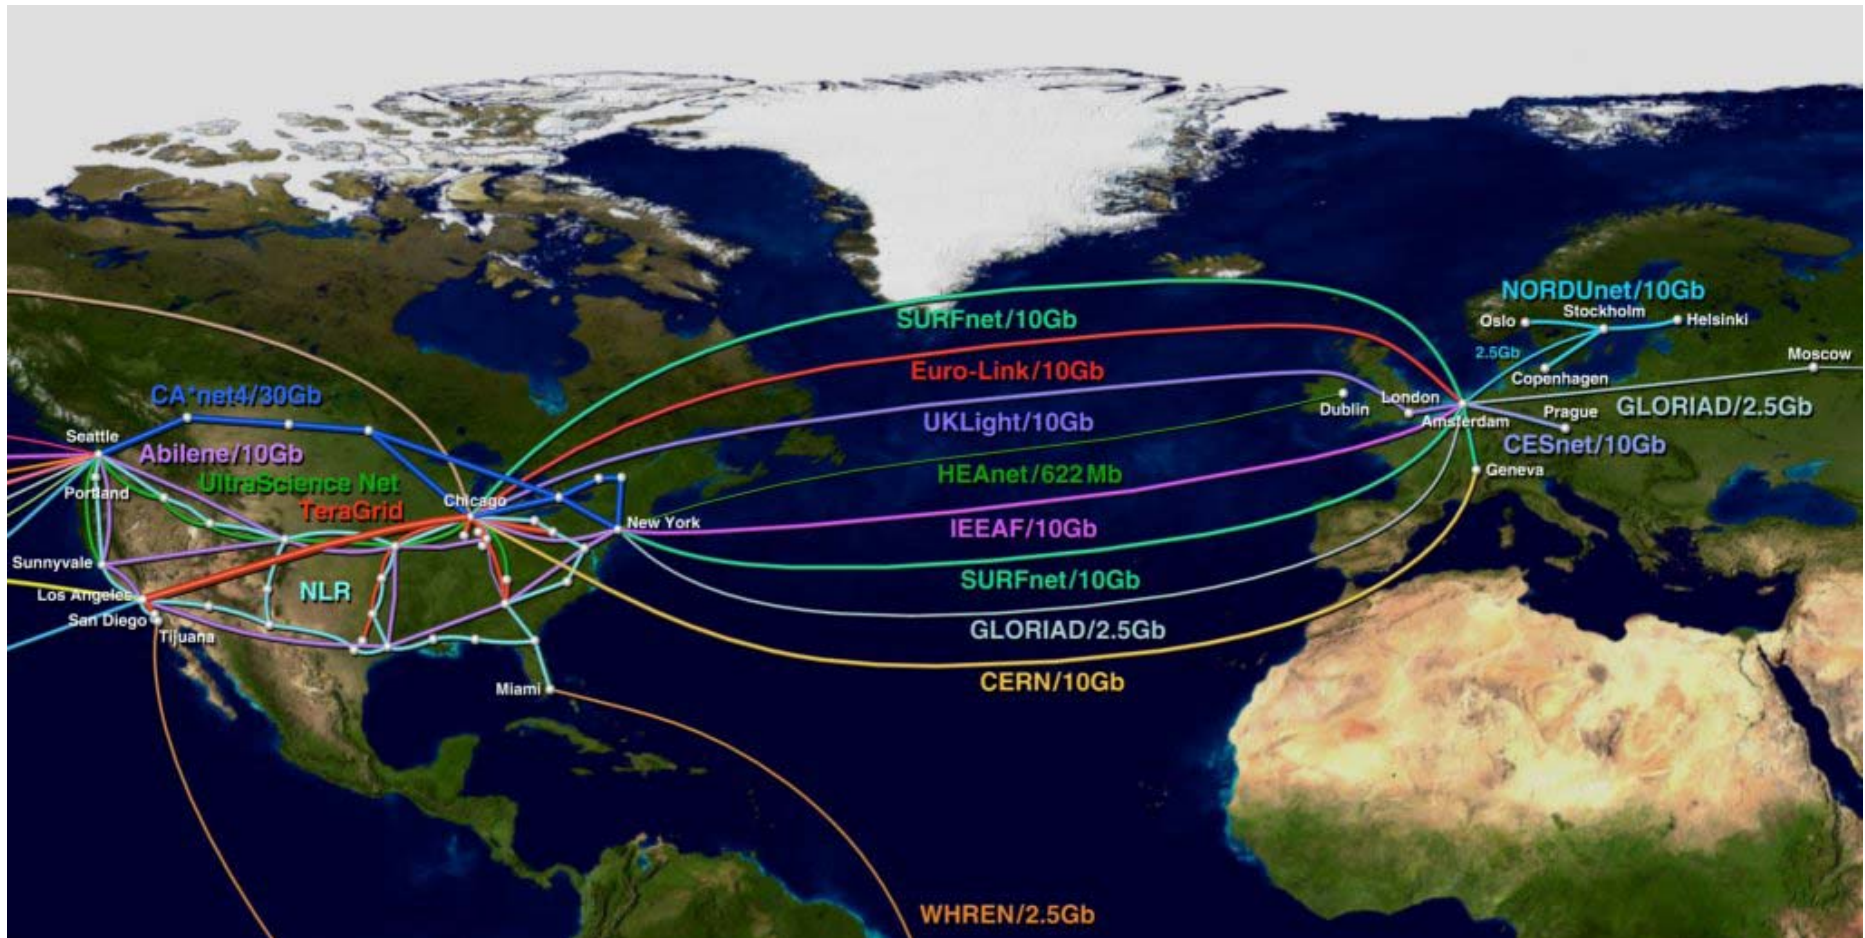 NORDUnet/10Gb
Stockholm
SURFnet/10Gb
Oslo
Helsinki
2.5Gb
Moscow
Euro-Link/10Gb
Copenhagen
CA*net4/30Gb
London
Dublin
Prague
GLORIAD/2.5Gb
UKLight/10Gb
Amsterdam
Seattle
Abilene/10Gb
CESnet/10Gb
Geneva
HEAnet/622Mb
UltraScience Net
Portland
Chicago
TeraGrid
New York
IEEAF/10Gb
Sunnyvale
SURFnet/10Gb
NLR
Los Angeles
San Diego
Tijuana
GLORIAD/2.5Gb
CERN/10Gb
Miami
WHREN/2.5Gb